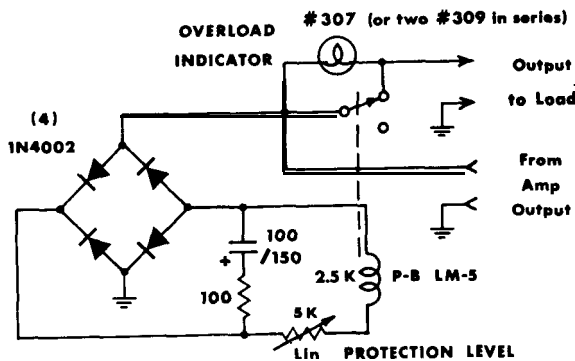 #307 (or two #309 in series)
OVERLOAD
INDICATOR
Output
to Load
(4)
1N4002
From
Amp
Output
100
/150
+
2.5 K
P-B LM-5
100
5 K
Lin
PROTECTION LEVEL